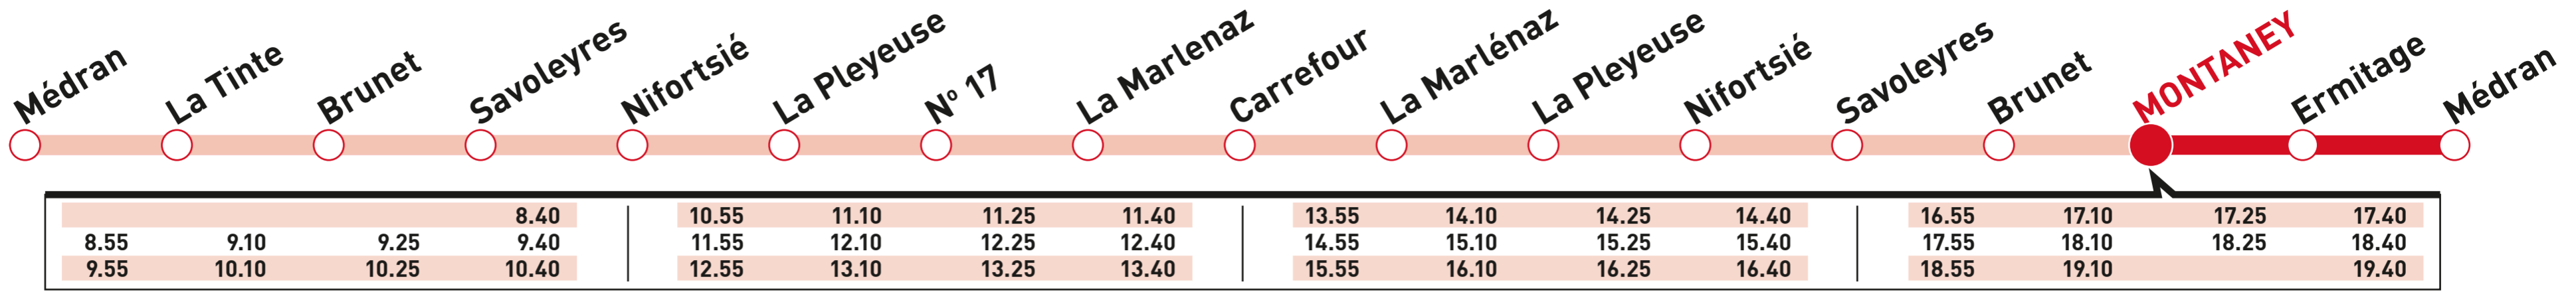 Médran
La Tinte
Brunet
Savoleyres
Nifortsié
La Pleyeuse
Nº 17
La Marlenaz
Carrefour
La Marlénaz
La Pleyeuse
Nifortsié
Savoleyres
Brunet
MONTANEY
Ermitage
Médran
8.40
8.55 9.10 9.25 9.40
9.55 10.10 10.25 10.40
10.55 11.10 11.25 11.40
11.55 12.10 12.25 12.40
12.55 13.10 13.25 13.40
13.55 14.10 14.25 14.40
14.55 15.10 15.25 15.40
15.55 16.10 16.25 16.40
16.55 17.10 17.25 17.40
17.55 18.10 18.25 18.40
18.55 19.10 19.40